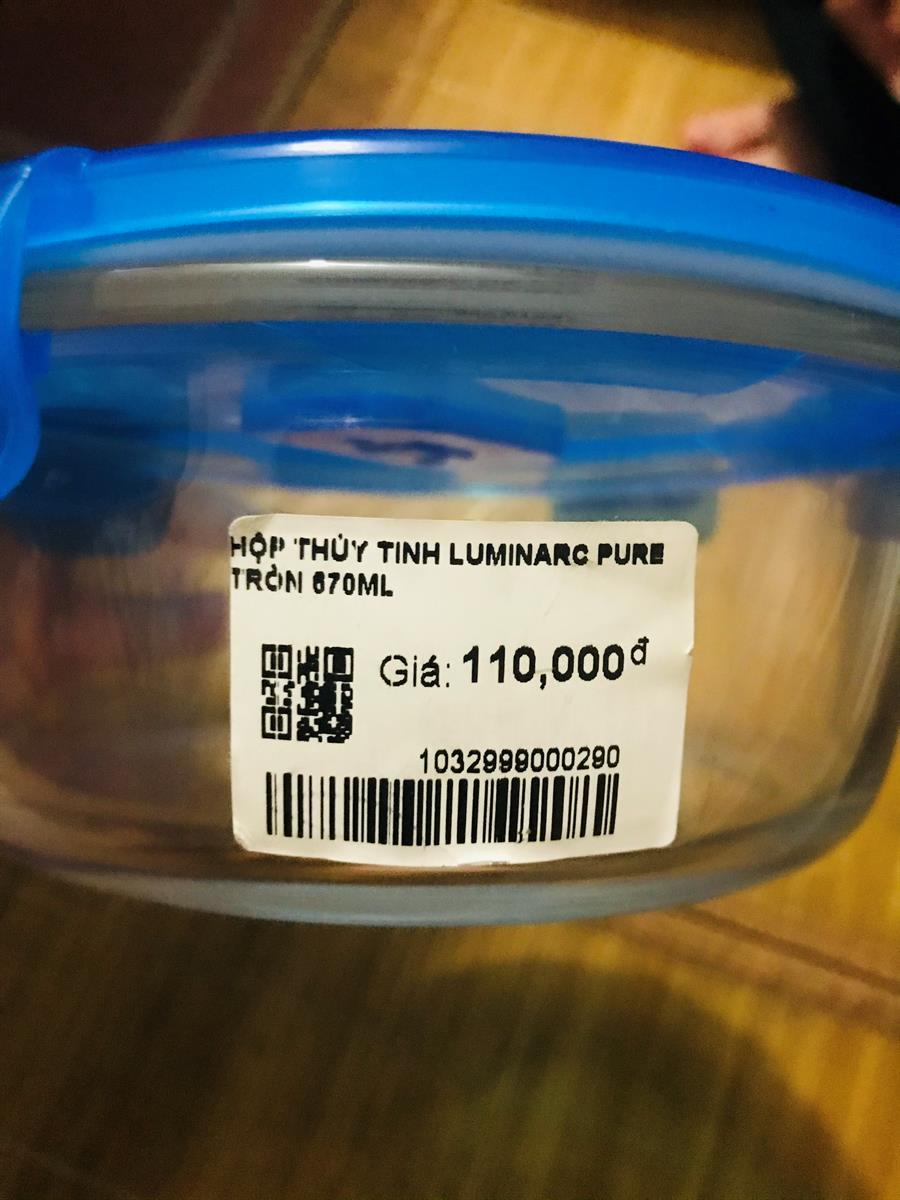 HỘP THỦY TINH LUMINARC PURE
TRÒN 670ML
Giá: 110,000đ
1032999000290